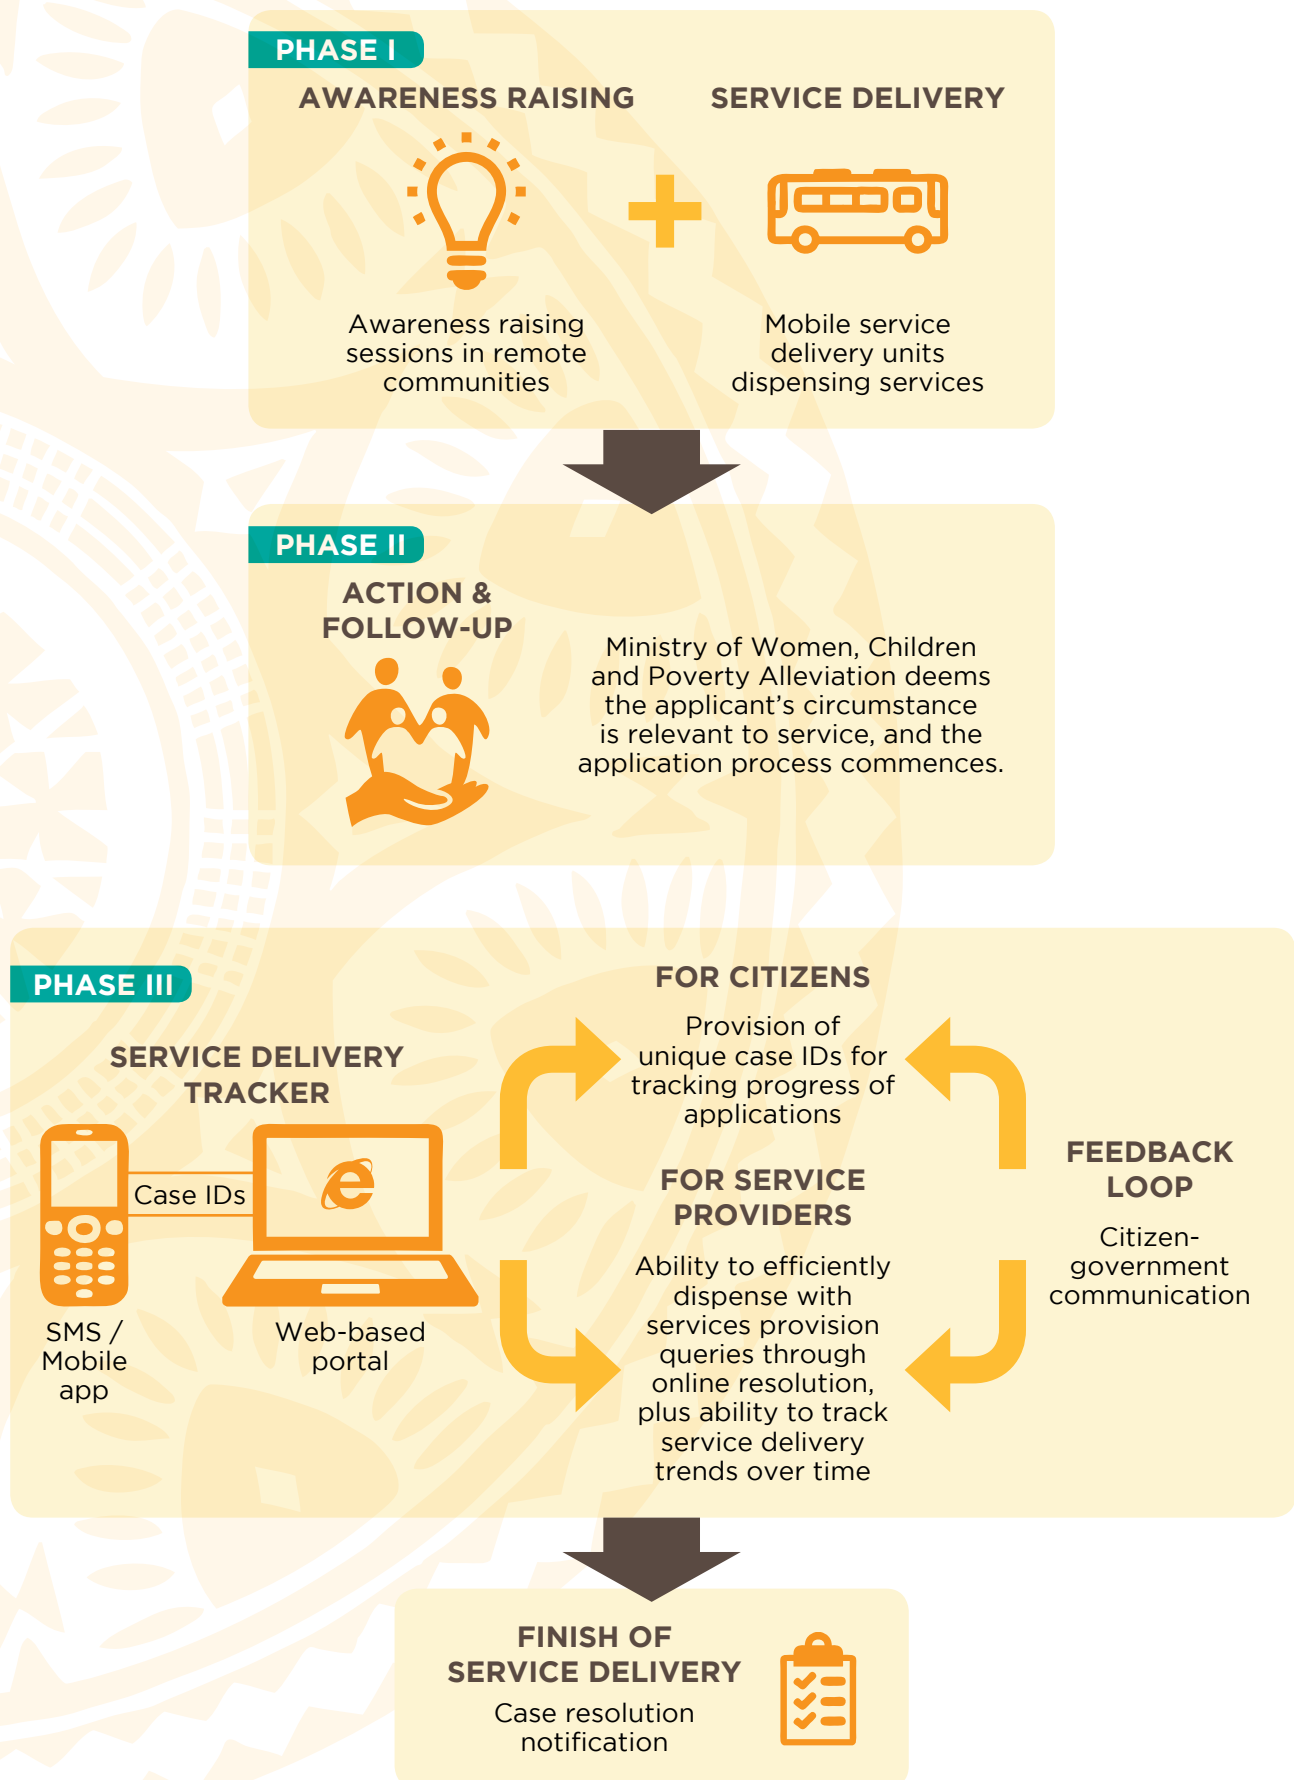 PHASE I
AWARENESS RAISING
Awareness raising
sessions in remote
communities
SERVICE DELIVERY
Mobile service
delivery units
dispensing services
PHASE II
ACTION &
FOLLOW-UP
Ministry of Women, Children
and Poverty Alleviation deems
the applicant’s circumstance
is relevant to service, and the
application process commences.
PHASE III
SERVICE DELIVERY
TRACKER
Case IDs
SMS /
Mobile
app
Web-based
portal
FOR CITIZENS
Provision of
unique case IDs for
tracking progress of
applications
FOR SERVICE
PROVIDERS
Ability to efficiently
dispense with
services provision
queries through
online resolution,
plus ability to track
service delivery
trends over time
FEEDBACK
LOOP
Citizen-
government
communication
FINISH OF
SERVICE DELIVERY
Case resolution
notification